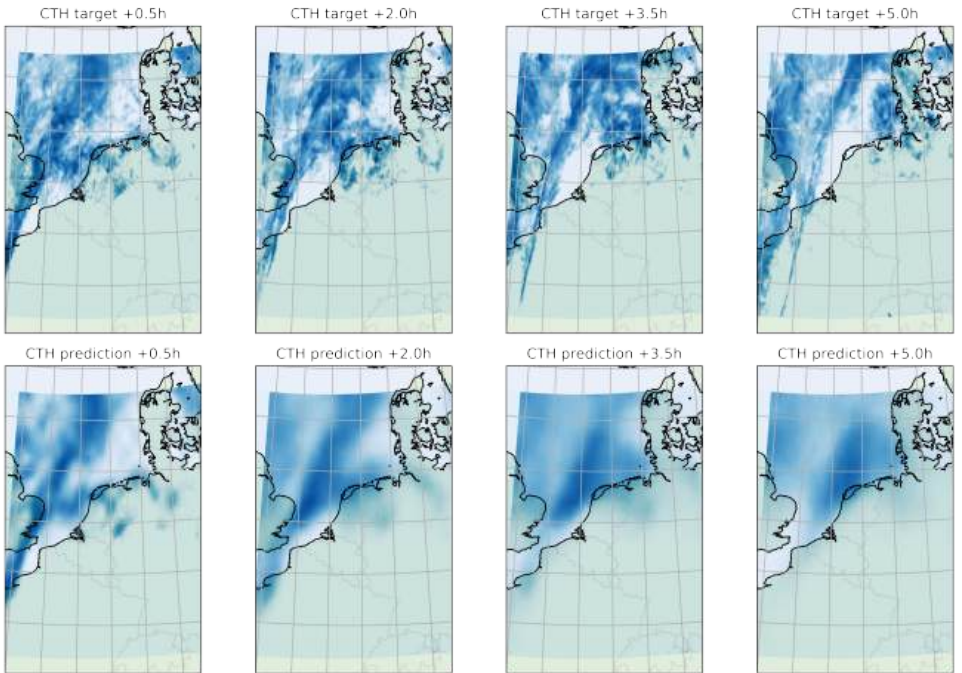 CTH target +0.5h
CTH target +2.0h
CTH target +3.5h
CTH target +5.0h
CTH prediction +0.5h
CTH prediction +2.0h
CTH prediction +3.5h
CTH prediction +5.0h